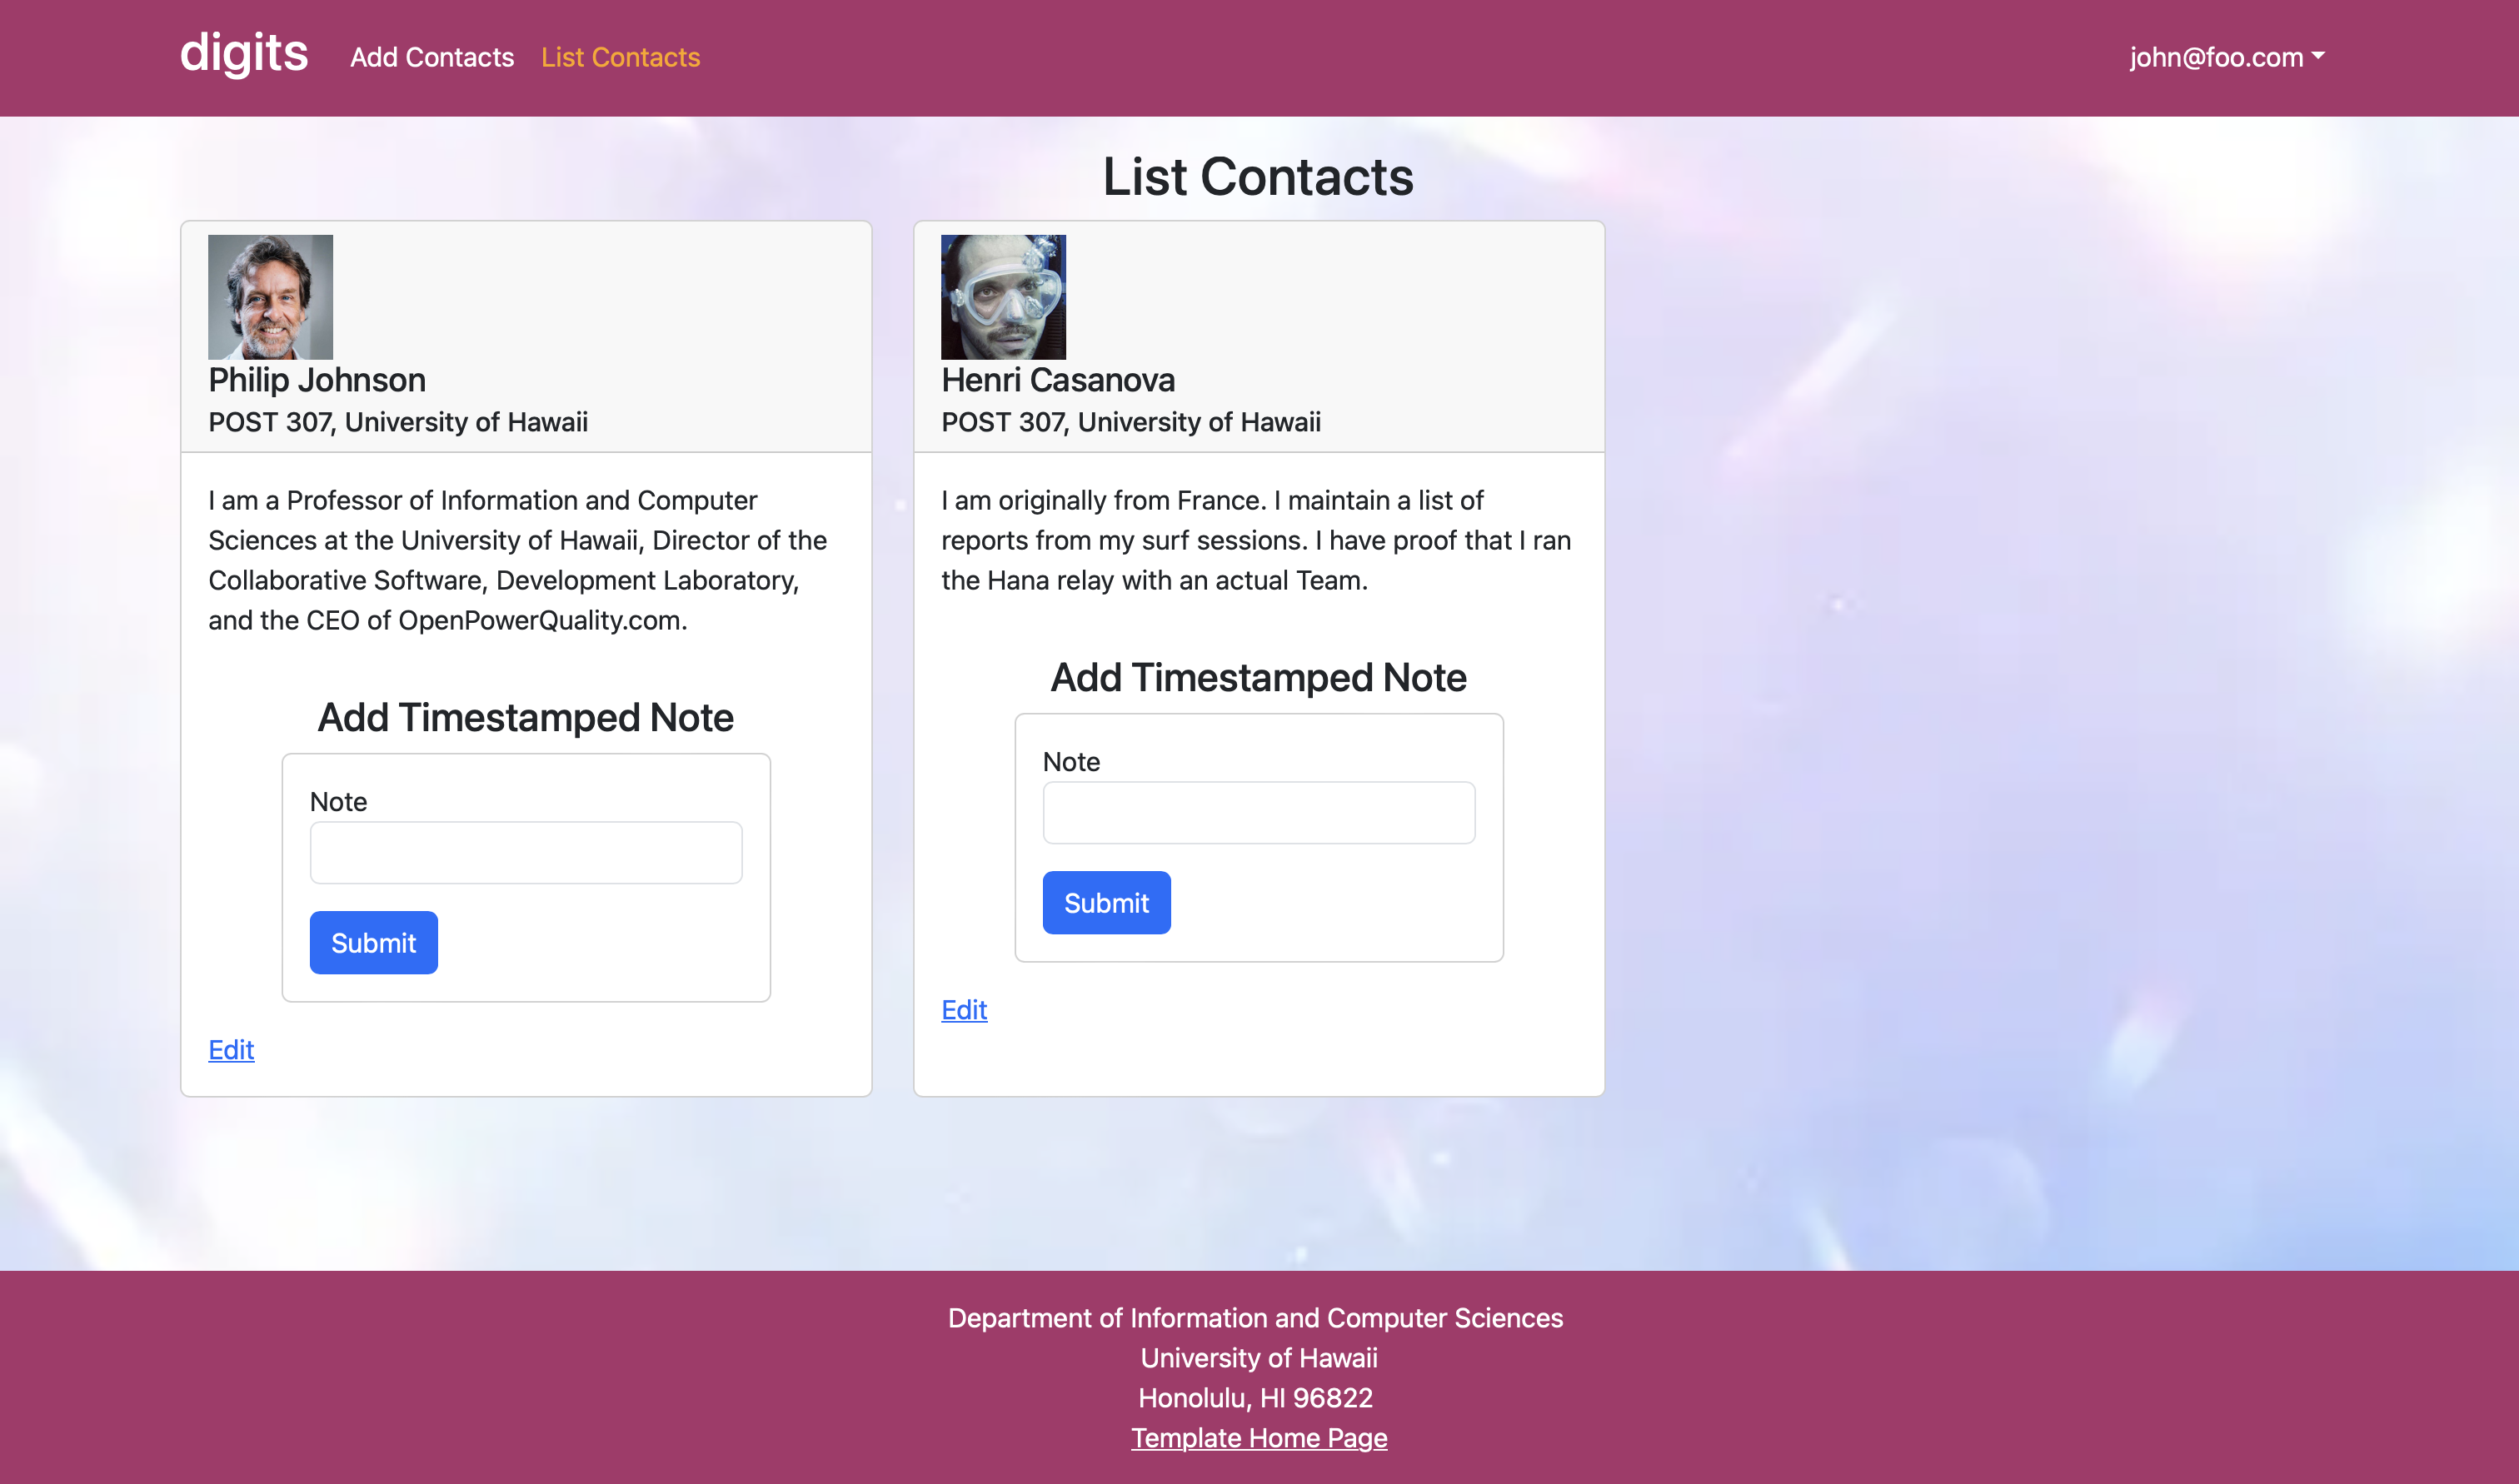 digits
Add Contacts
List Contacts
john@foo.com
List Contacts
Philip Johnson
POST 307, University of Hawaii
I am a Professor of Information and Computer
Sciences at the University of Hawaii, Director of the
Collaborative Software, Development Laboratory,
and the CEO of OpenPowerQuality.com.
Add Timestamped Note
Note
Submit
Edit
Henri Casanova
POST 307, University of Hawaii
I am originally from France. I maintain a list of
reports from my surf sessions. I have proof that I ran
the Hana relay with an actual Team.
Add Timestamped Note
Note
Submit
Edit
Department of Information and Computer Sciences
University of Hawaii
Honolulu, HI 96822
Template Home Page